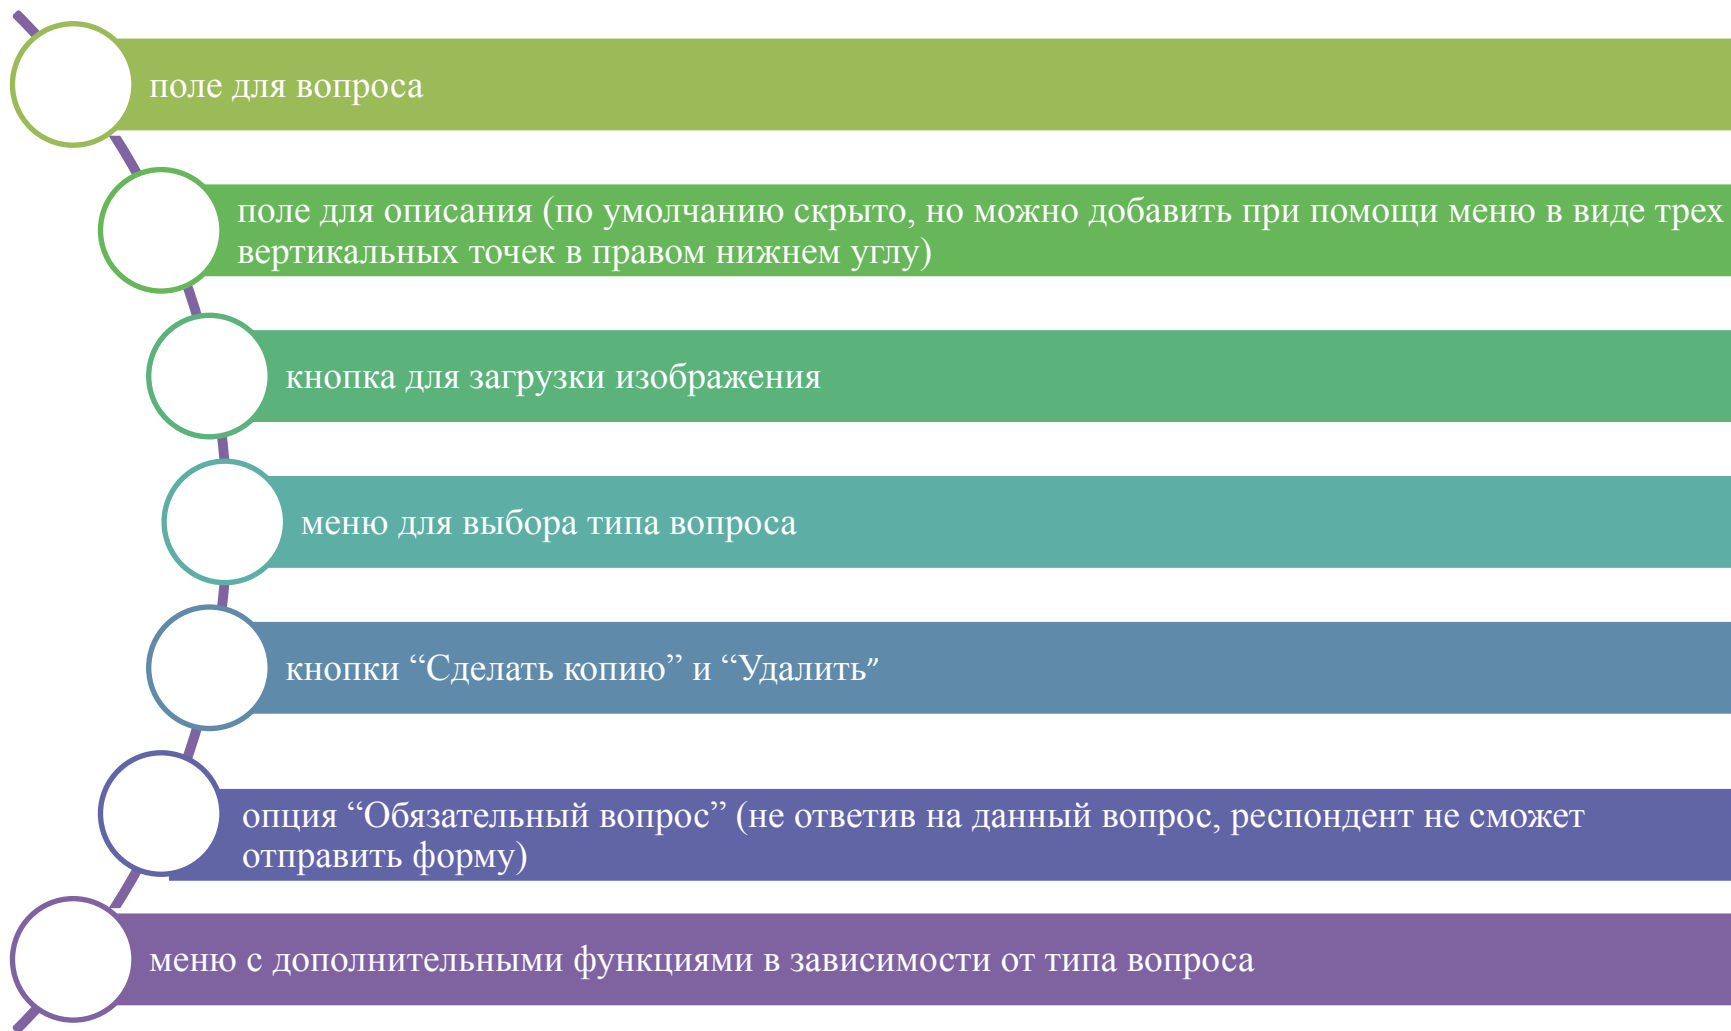 поле для вопроса
поле для описания (по умолчанию скрыто, но можно добавить при помощи меню в виде трех
вертикальных точек в правом нижнем углу)
кнопка для загрузки изображения
меню для выбора типа вопроса
кнопки “Сделать копию” и “Удалить”
опция “Обязательный вопрос” (не ответив на данный вопрос, респондент не сможет
отправить форму)
меню с дополнительными функциями в зависимости от типа вопроса